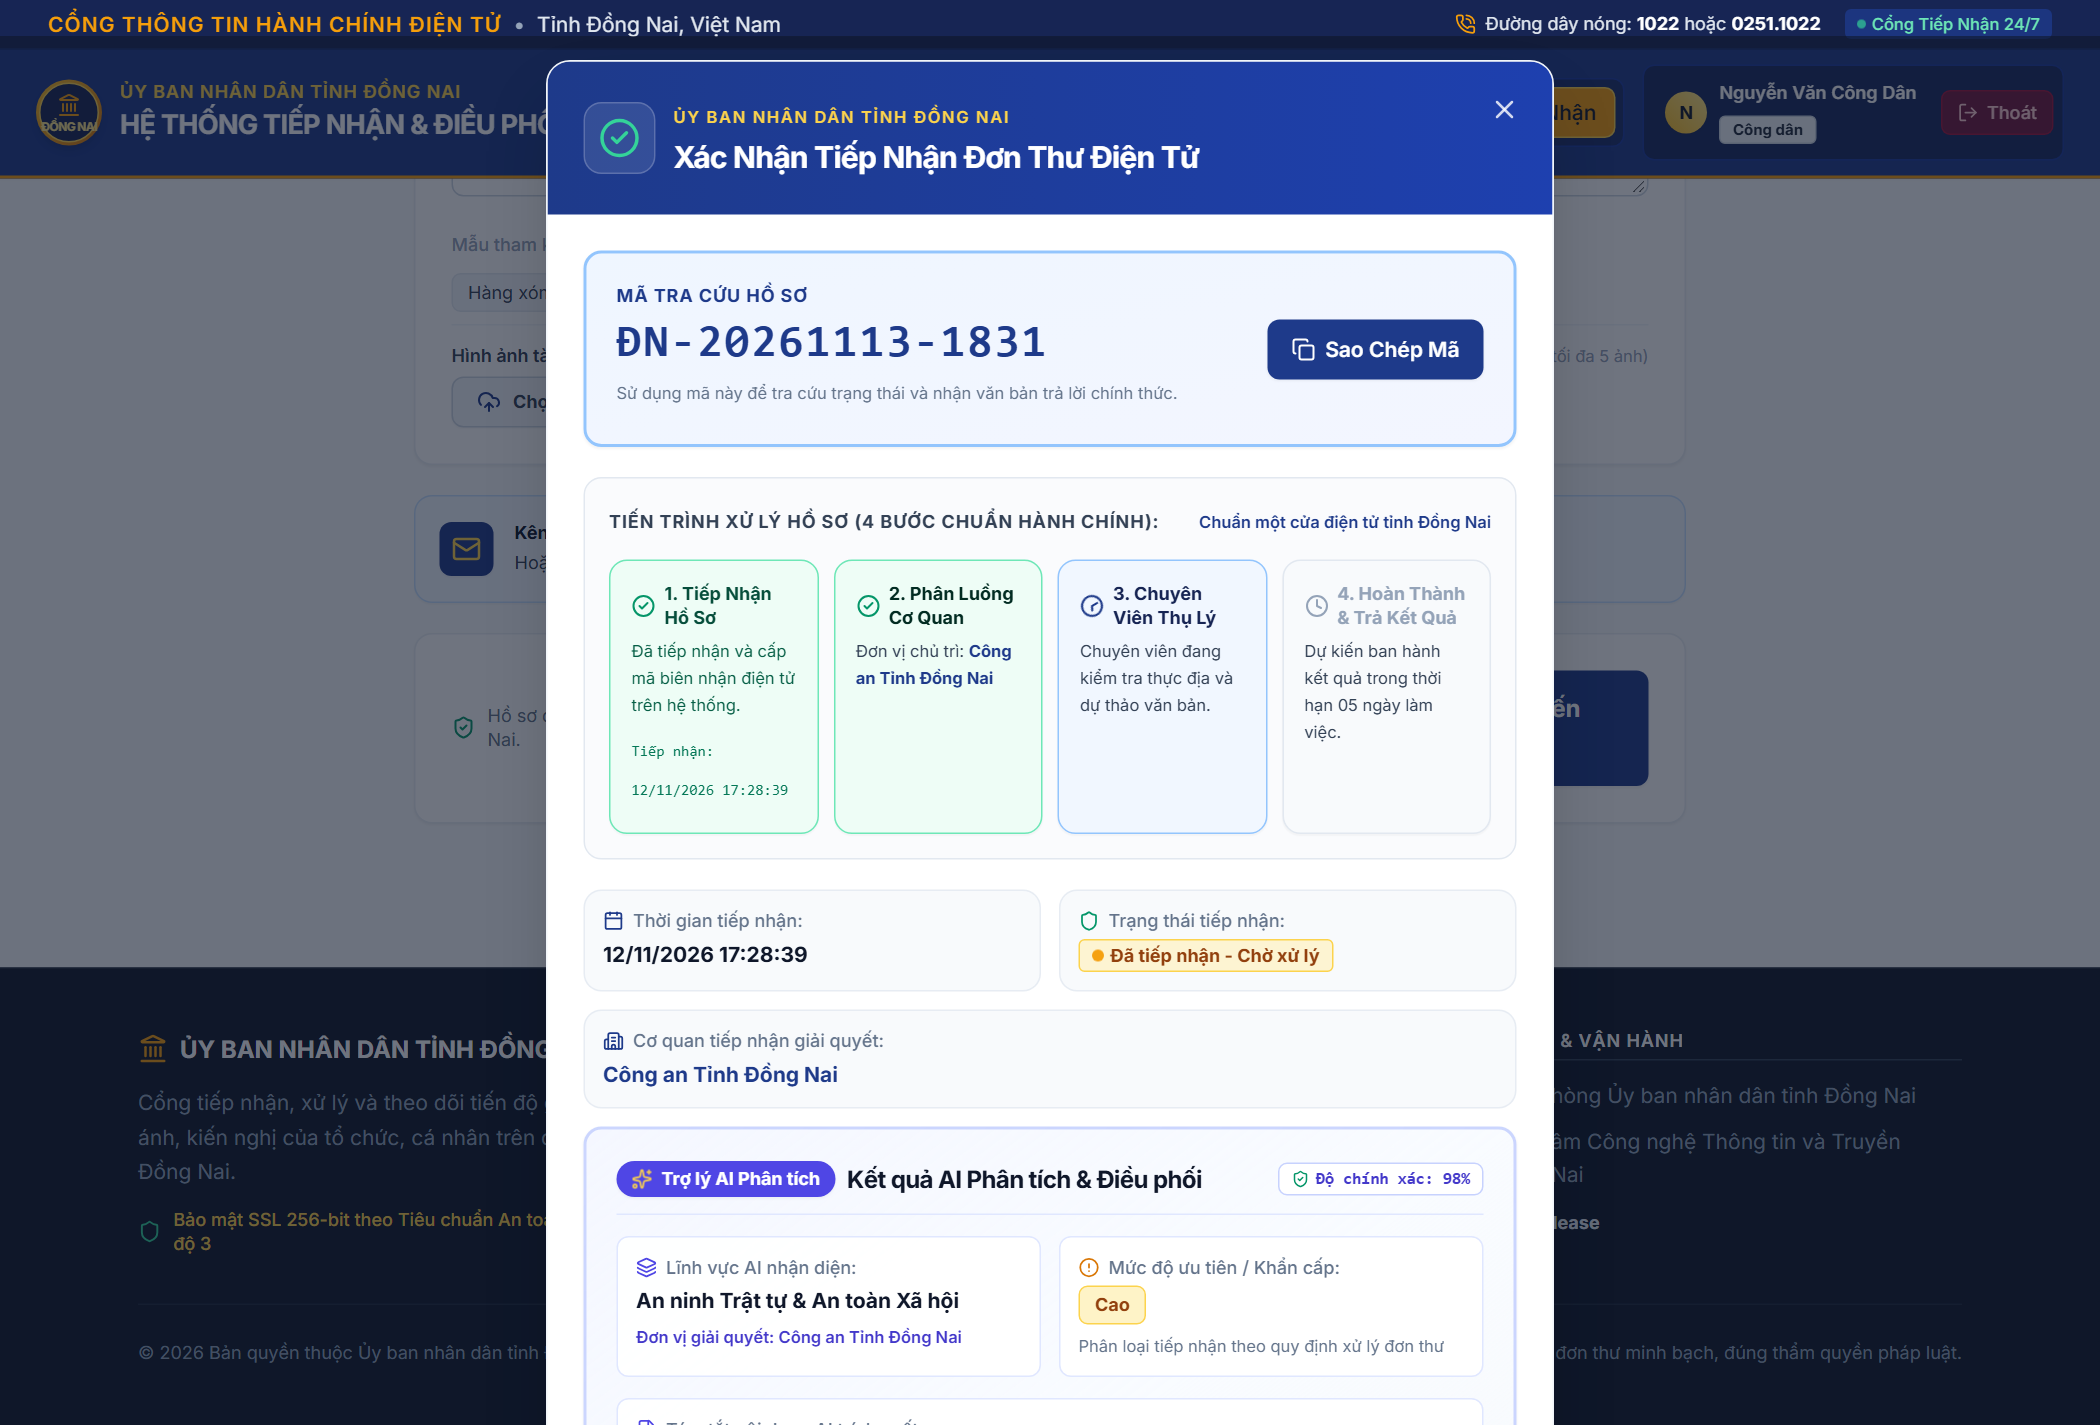 CỔNG THÔNG TIN HÀNH CHÍNH ĐIỆN TỬ • Tỉnh Đồng Nai, Việt Nam
Đường dây nóng: 1022 hoặc 0251.1022
Cổng Tiếp Nhận 24/7
ĐỒNG NAI
ỦY BAN NHÂN DÂN TỈNH ĐỒNG NAI
HỆ THỐNG TIẾP NHẬN & ĐIỀU
Nguyễn Văn Công Dân
N
Công dân
Thoát
ỦY BAN NHÂN DÂN TỈNH ĐỒNG NAI
Xác Nhận Tiếp Nhận Đơn Thư Điện Tử
Mẫu tham
Hàng
Hình ảnh
tối đa 5 ảnh)
MÃ TRA CỨU HỒ SƠ
ĐN-20261113-1831
Sao Chép Mã
Sử dụng mã này để tra cứu trạng thái và nhận văn bản trả lời chính thức.
TIẾN TRÌNH XỬ LÝ HỒ SƠ (4 BƯỚC CHUẨN HÀNH CHÍNH):
Chuẩn một cửa điện tử tỉnh Đồng Nai
1. Tiếp Nhận
Hồ Sơ
Đã tiếp nhận và cấp
mã biên nhận điện tử
trên hệ thống.
Tiếp nhận:
12/11/2026 17:28:39
2. Phân Luồng
Cơ Quan
Đơn vị chủ trì: Công
an Tỉnh Đồng Nai
3. Chuyên
Viên Thụ Lý
Chuyên viên đang
kiểm tra thực địa và
dự thảo văn bản.
4. Hoàn Thành
& Trả Kết Quả
Dự kiến ban hành
kết quả trong thời
hạn 05 ngày làm
việc.
Hồ sơ
Nai.
Thời gian tiếp nhận:
12/11/2026 17:28:39
Trạng thái tiếp nhận:
Đã tiếp nhận - Chờ xử lý
Cơ quan tiếp nhận giải quyết:
Công an Tỉnh Đồng Nai
Trợ lý AI Phân tích
Kết quả AI Phân tích & Điều phối
Độ chính xác: 98%
Lĩnh vực AI nhận diện:
An ninh Trật tự & An toàn Xã hội
Đơn vị giải quyết: Công an Tỉnh Đồng Nai
Mức độ ưu tiên / Khẩn cấp:
Cao
Phân loại tiếp nhận theo quy định xử lý đơn thư
ỦY BAN NHÂN DÂN TỈNH ĐỒNG
Cổng tiếp nhận, xử lý và theo dõi tiến độ
ánh, kiến nghị của tổ chức, cá nhân trên
Đồng Nai.
Bảo mật SSL 256-bit theo Tiêu chuẩn An
độ 3
& VẬN HÀNH
Ủy ban nhân dân tỉnh Đồng Nai
Công nghệ Thông tin và Truyền
Nai
© 2026 Bản quyền thuộc Ủy ban nhân dân tỉnh
đơn thư minh bạch, đúng thẩm quyền pháp luật.